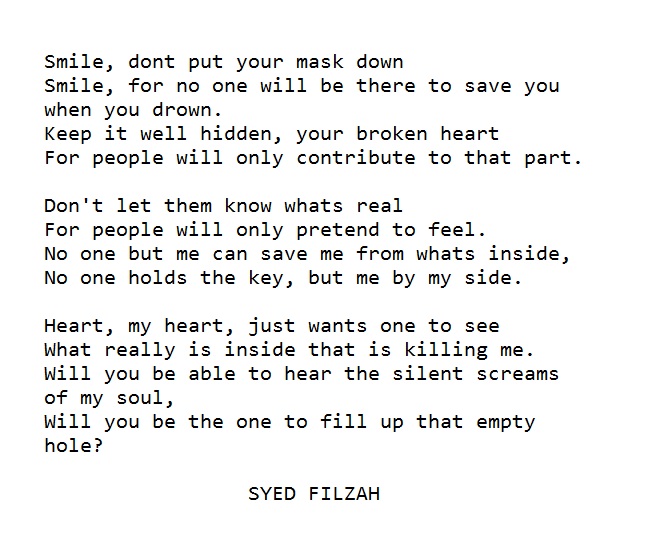 Smile, dont put your mask down
Smile, for no one will be there to save you
when you drown.
Keep it well hidden, your broken heart
For people will only contribute to that part.

Don't let them know whats real
For people will only pretend to feel.
No one but me can save me from whats inside,
No one holds the key, but me by my side.

Heart, my heart, just wants one to see
What really is inside that is killing me.
Will you be able to hear the silent screams
of my soul,
Will you be the one to fill up that empty
hole?

SYED FILZAH